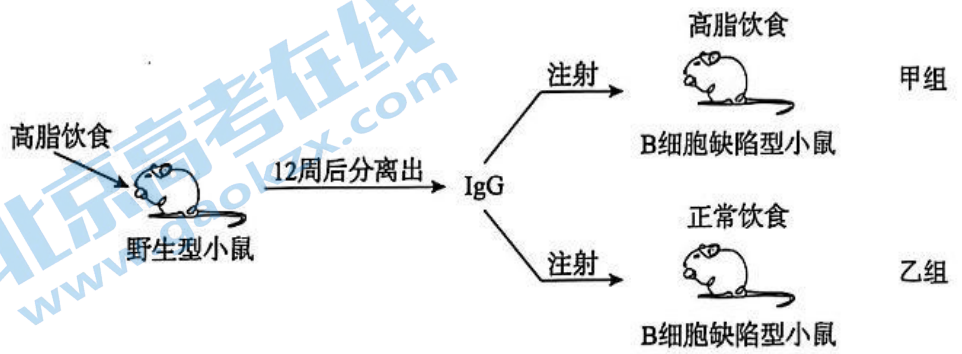 高脂饮食
野生型小鼠
12周后分离出
IgG
注射
高脂饮食
B细胞缺陷型小鼠
甲组
注射
正常饮食
B细胞缺陷型小鼠
乙组
北京高考在线
www.gaokzx.com